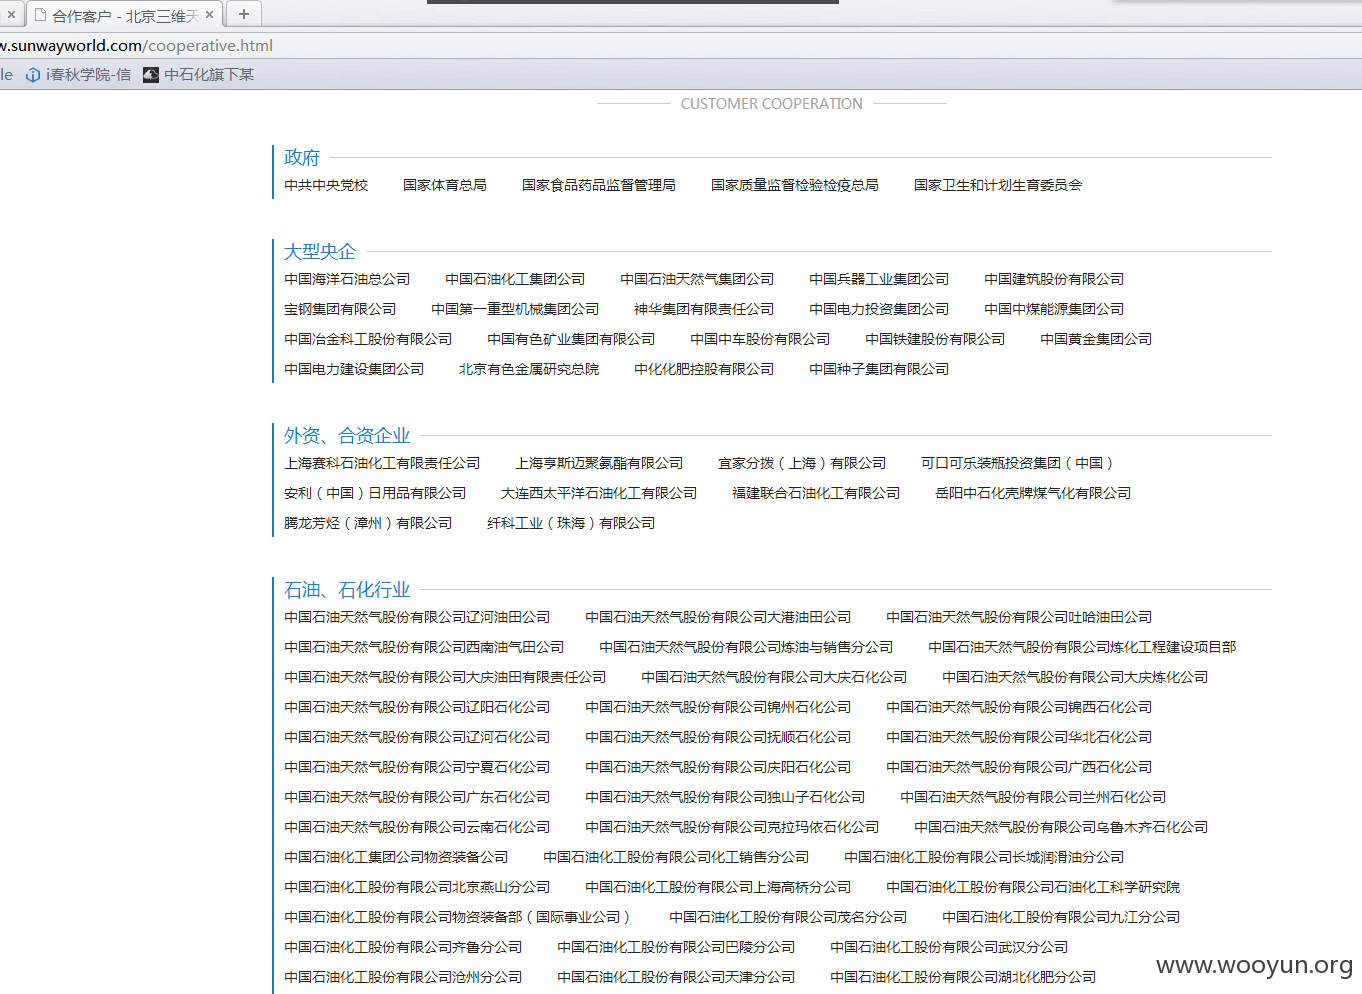 合作客户 - 北京三维天
w.sunwayworld.com/cooperative.html
le i春秋学院-信 中石化旗下某
CUSTOMER COOPERATION
政府
中共中央党校 国家体育总局 国家食品药品监督管理局 国家质量监督检验检疫总局 国家卫生和计划生育委员会
大型央企
中国海洋石油总公司 中国石油化工集团公司 中国石油天然气集团公司 中国兵器工业集团公司 中国建筑股份有限公司
宝钢集团有限公司 中国第一重型机械集团公司 神华集团有限责任公司 中国电力投资集团公司 中国中煤能源集团公司
中国冶金科工股份有限公司 中国有色矿业集团有限公司 中国中车股份有限公司 中国铁建股份有限公司 中国黄金集团公司
中国电力建设集团公司 北京有色金属研究总院 中化化肥控股有限公司 中国种子集团有限公司
外资、合资企业
上海赛科石油化工有限责任公司 上海亨斯迈聚氨酯有限公司 宜家分拨（上海）有限公司 可口可乐装瓶投资集团（中国）
安利（中国）日用品有限公司 大连西太平洋石油化工有限公司 福建联合石油化工有限公司 岳阳中石化壳牌煤气化有限公司
腾龙芳烃（漳州）有限公司 纤科工业（珠海）有限公司
石油、石化行业
中国石油天然气股份有限公司辽河油田公司 中国石油天然气股份有限公司大港油田公司 中国石油天然气股份有限公司吐哈油田公司
中国石油天然气股份有限公司西南油气田公司 中国石油天然气股份有限公司炼油与销售分公司 中国石油天然气股份有限公司炼化工程建设项目部
中国石油天然气股份有限公司大庆油田有限责任公司 中国石油天然气股份有限公司大庆石化公司 中国石油天然气股份有限公司大庆炼化公司
中国石油天然气股份有限公司辽阳石化公司 中国石油天然气股份有限公司锦州石化公司 中国石油天然气股份有限公司锦西石化公司
中国石油天然气股份有限公司辽河石化公司 中国石油天然气股份有限公司抚顺石化公司 中国石油天然气股份有限公司华北石化公司
中国石油天然气股份有限公司宁夏石化公司 中国石油天然气股份有限公司庆阳石化公司 中国石油天然气股份有限公司广西石化公司
中国石油天然气股份有限公司广东石化公司 中国石油天然气股份有限公司独山子石化公司 中国石油天然气股份有限公司兰州石化公司
中国石油天然气股份有限公司云南石化公司 中国石油天然气股份有限公司克拉玛依石化公司 中国石油天然气股份有限公司乌鲁木齐石化公司
中国石油化工集团公司物资装备公司 中国石油化工股份有限公司化工销售分公司 中国石油化工股份有限公司长城润滑油分公司
中国石油化工股份有限公司北京燕山分公司 中国石油化工股份有限公司上海高桥分公司 中国石油化工股份有限公司石油化工科学研究院
中国石油化工股份有限公司物资装备部（国际事业公司） 中国石油化工股份有限公司茂名分公司 中国石油化工股份有限公司九江分公司
中国石油化工股份有限公司齐鲁分公司 中国石油化工股份有限公司巴陵分公司 中国石油化工股份有限公司武汉分公司
中国石油化工股份有限公司沧州分公司 中国石油化工股份有限公司天津分公司 中国石油化工股份有限公司湖北化肥分公司
www.wooyun.org